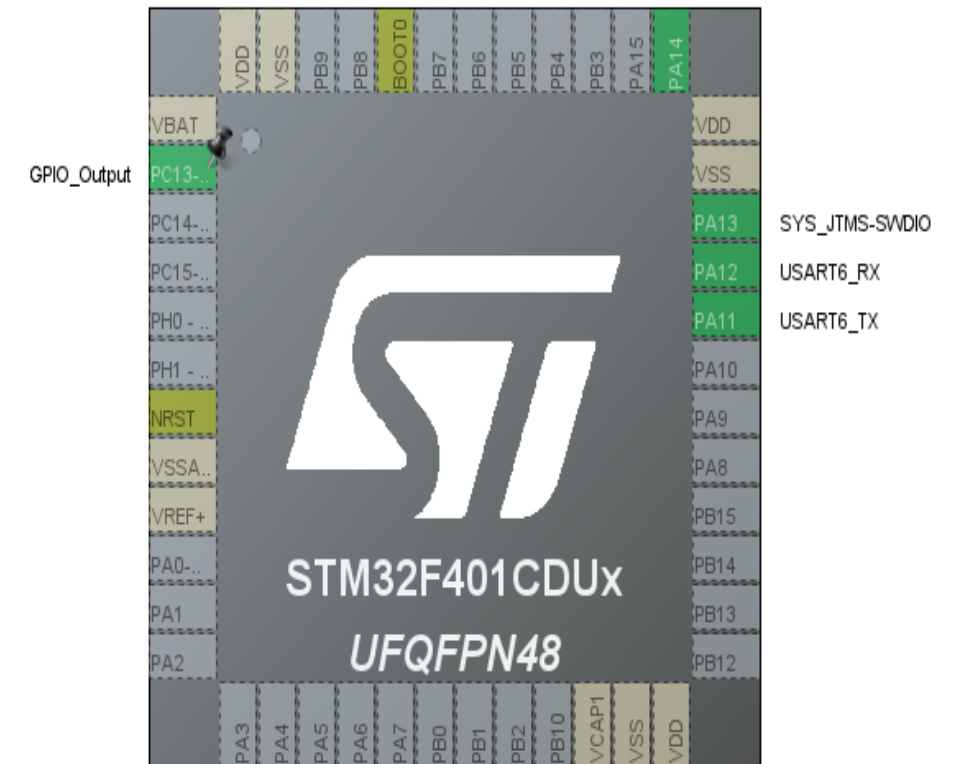 VDD
VSS
PB9
PB8
BOOT0
PB7
PB6
PB5
PB4
PB3
PA15
PA14
VBAT
GPIO_Output
PC13-..
PC14-..
PC15-..
PH0 - ..
PH1 - ..
NRST
VSSA..
VREF+
PA0-..
PA1
PA2
VDD
VSS
PA13
SYS_JTMS-SWDIO
PA12
USART6_RX
PA11
USART6_TX
PA10
PA9
PA8
PB15
PB14
PB13
PB12
ST
STM32F401CDUx
UFQFPN48
PA3
PA4
PA5
PA6
PA7
PB0
PB1
PB2
PB10
VCAP1
VSS
VDD